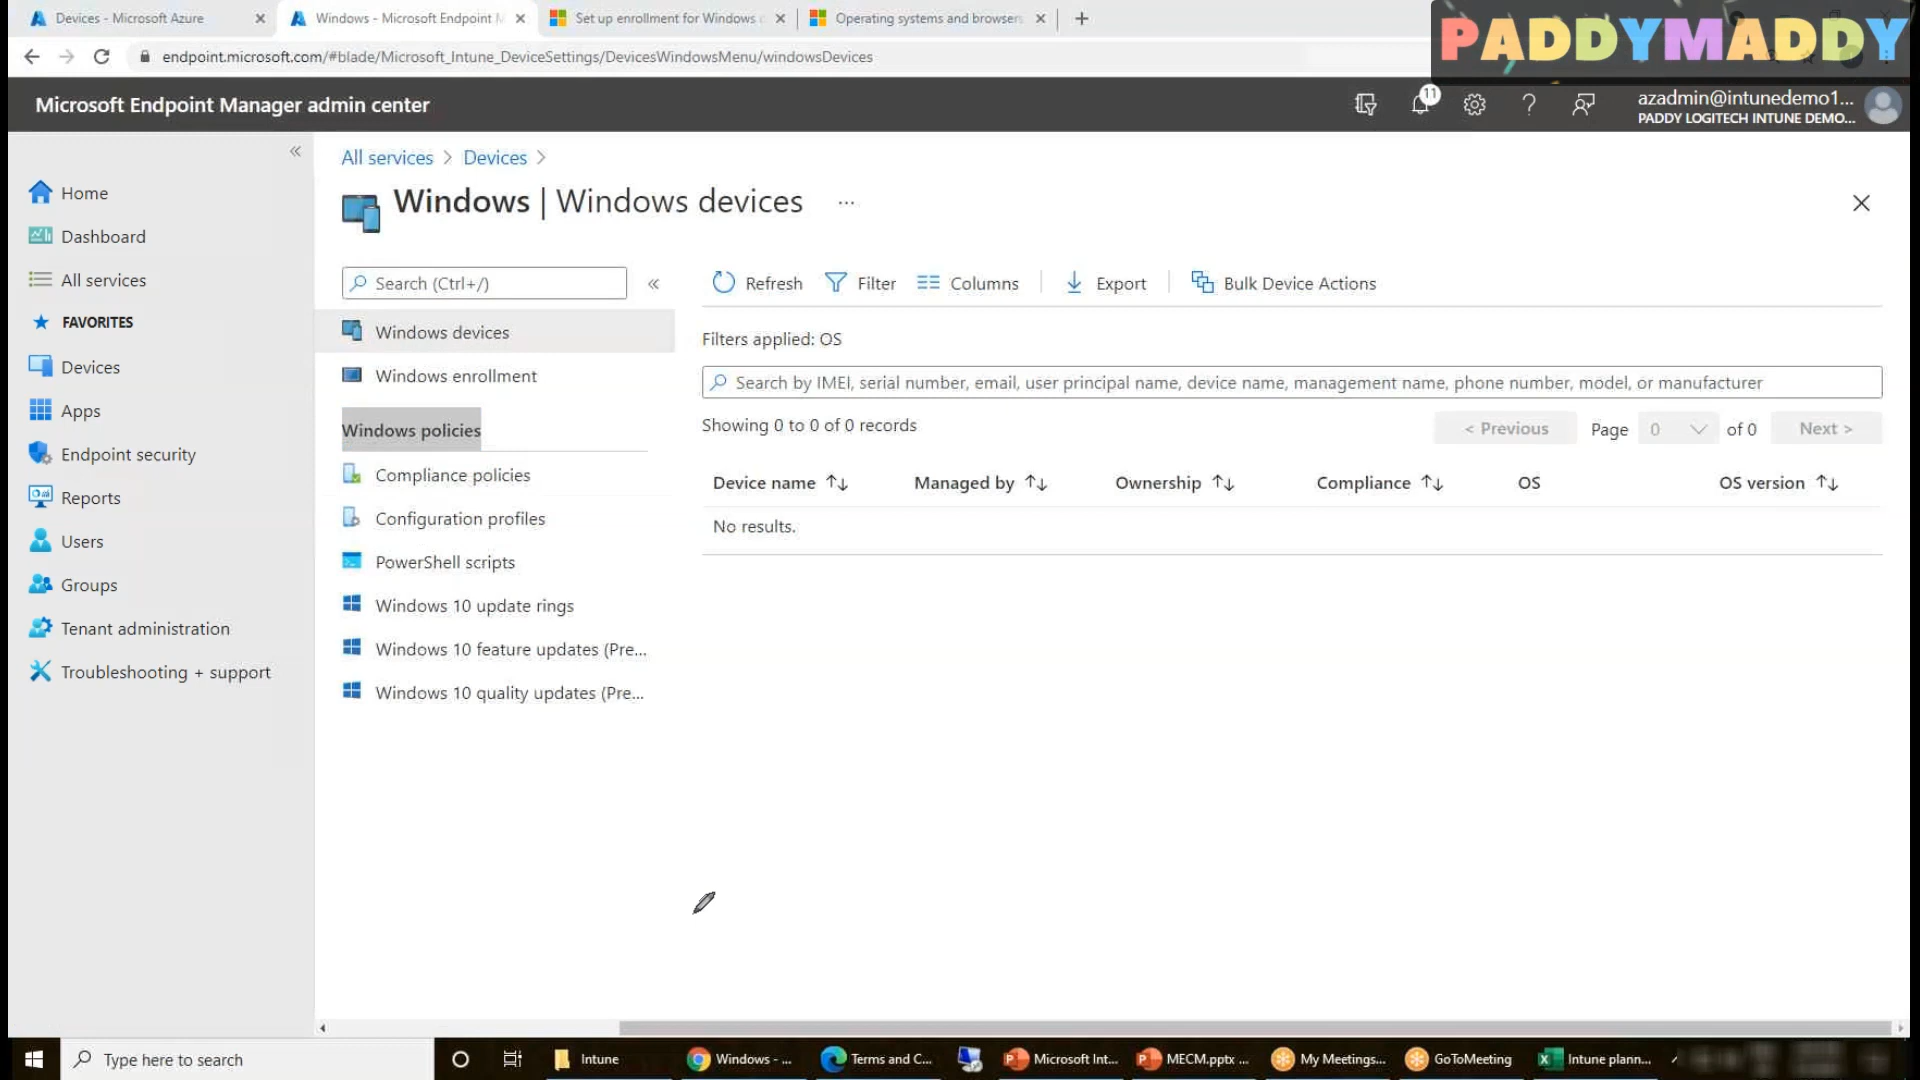 Devices - Microsoft Azure
Windows - Microsoft Endpoint M
Set up enrollment for Windows
Operating systems and browsers
PADDYMADDY
endpoint.microsoft.com/#blade/Microsoft_Intune_DeviceSettings/DevicesWindowsMenu/windowsDevices
Microsoft Endpoint Manager admin center
11
azadmin@intunedemo1...
PADDY LOGITECH INTUNE DEMO...
Home
Dashboard
All services
FAVORITES
Devices
Apps
Endpoint security
Reports
Users
Groups
Tenant administration
Troubleshooting + support
All services > Devices >
Windows | Windows devices ...
Search (Ctrl+/)
Windows devices
Windows enrollment
Windows policies
Compliance policies
Configuration profiles
PowerShell scripts
Windows 10 update rings
Windows 10 feature updates (Pre...
Windows 10 quality updates (Pre...
Refresh Filter Columns Export Bulk Device Actions
Filters applied: OS
Search by IMEI, serial number, email, user principal name, device name, management name, phone number, model, or manufacturer
Showing 0 to 0 of 0 records
< Previous Page 0 of 0 Next >
Device name Managed by Ownership Compliance OS OS version
No results.
Type here to search
Intune
Windows - ...
Terms and C...
Microsoft Int...
MECM.pptx ...
My Meetings...
GoToMeeting
Intune plann...